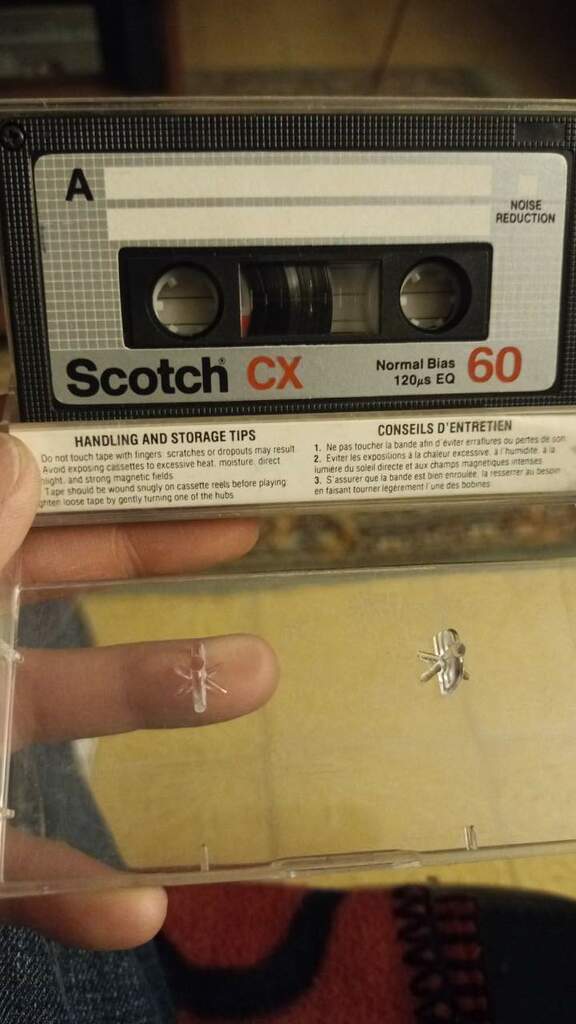 A
NOISE
REDUCTION
Scotch® CX
Normal Bias
120µs EQ
60
HANDLING AND STORAGE TIPS
Do not touch tape with fingers: scratches or dropouts may result
Avoid exposing cassettes to excessive heat, moisture, direct
nlight, and strong magnetic fields
Tape should be wound snugly on cassette reels before playing:
ghten loose tape by gently turning one of the hubs
CONSEILS D'ENTRETIEN
1. Ne pas toucher la bande afin d'éviter éraflures ou pertes de son
2. Éviter les expositions à la chaleur excessive, à l'humidité, à la
lumière du soleil directe et aux champs magnétiques intenses
3. S'assurer que la bande est bien enroulée, la resserrer au besoin
en faisant tourner légèrement l'une des bobines